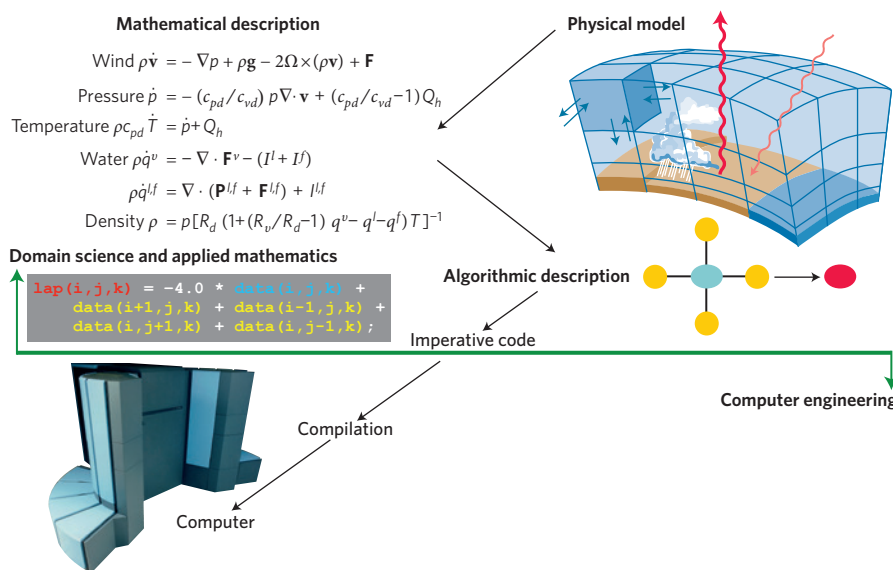 Mathematical description
Physical model
Wind ρv̇ = − ∇p + ρg − 2Ω×(ρv) + F
Pressure ṗ = − (c_pd/c_vd) p∇· v + (c_pd/c_vd−1)Q_h
Temperature ρc_pd Ṫ = ṗ+Q_h
Water ρq̇^v = − ∇ · F^v − (I^l + I^f)
ρq̇^l,f = ∇ · (P^l,f + F^l,f) + I^l,f
Density ρ = p[R_d (1+(R_v/R_d−1) q^v− q^l−q^f) T]^−1
Domain science and applied mathematics
Algorithmic description
lap(i,j,k) = −4.0 * data(i,j,k) +
data(i+1,j,k) + data(i-1,j,k) +
data(i,j+1,k) + data(i,j-1,k);
Imperative code
Computer engineering
Compilation
Computer